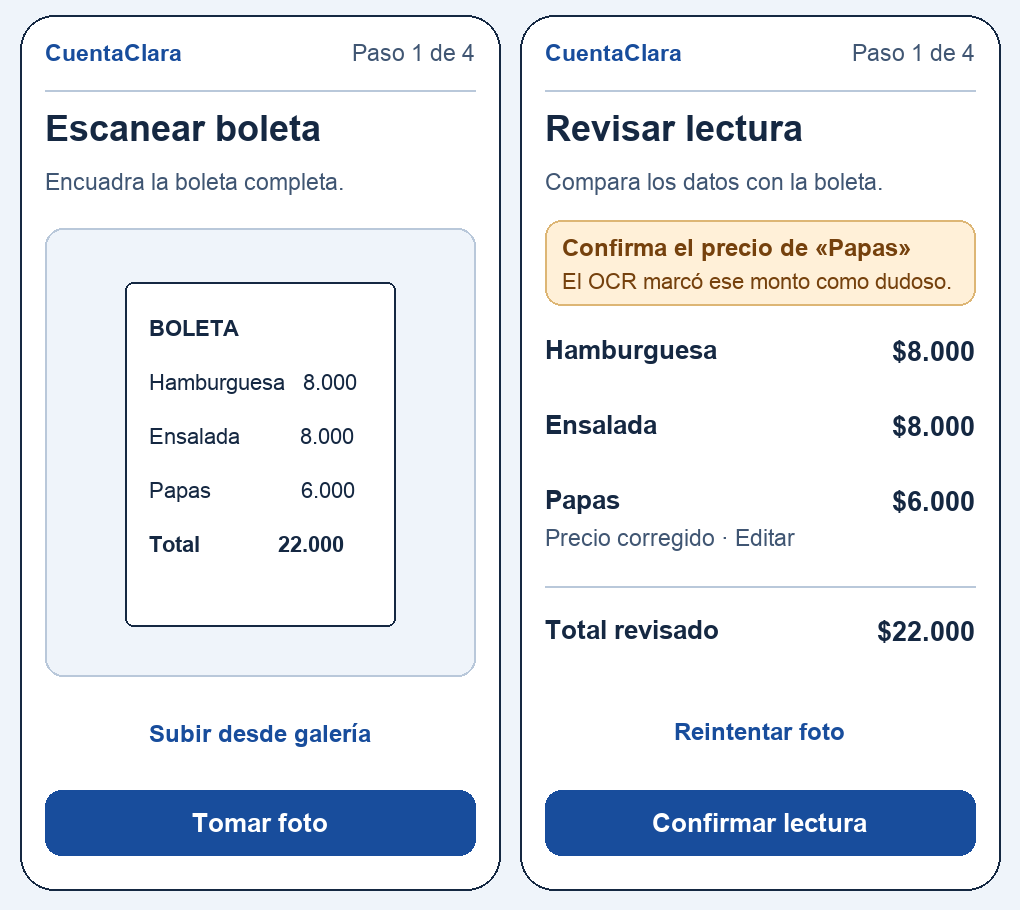 CuentaClara Paso 1 de 4
Escanear boleta
Encuadra la boleta completa.
BOLETA
Hamburguesa 8.000
Ensalada 8.000
Papas 6.000
Total 22.000
Subir desde galería
Tomar foto
CuentaClara Paso 1 de 4
Revisar lectura
Compara los datos con la boleta.
Confirma el precio de «Papas»
El OCR marcó ese monto como dudoso.
Hamburguesa $8.000
Ensalada $8.000
Papas $6.000
Precio corregido · Editar
Total revisado $22.000
Reintentar foto
Confirmar lectura